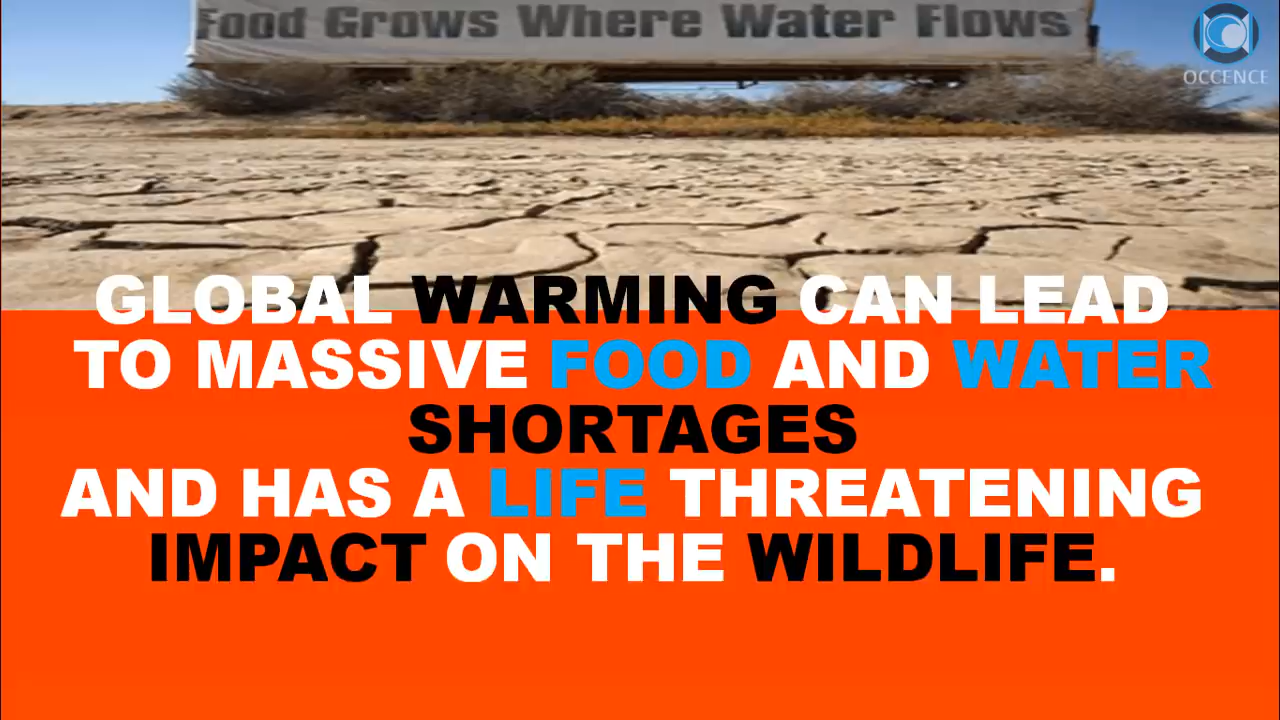 Food Grows Where Water Flows
OCCENCE
GLOBAL WARMING CAN LEAD
TO MASSIVE FOOD AND WATER
SHORTAGES
AND HAS A LIFE THREATENING
IMPACT ON THE WILDLIFE.